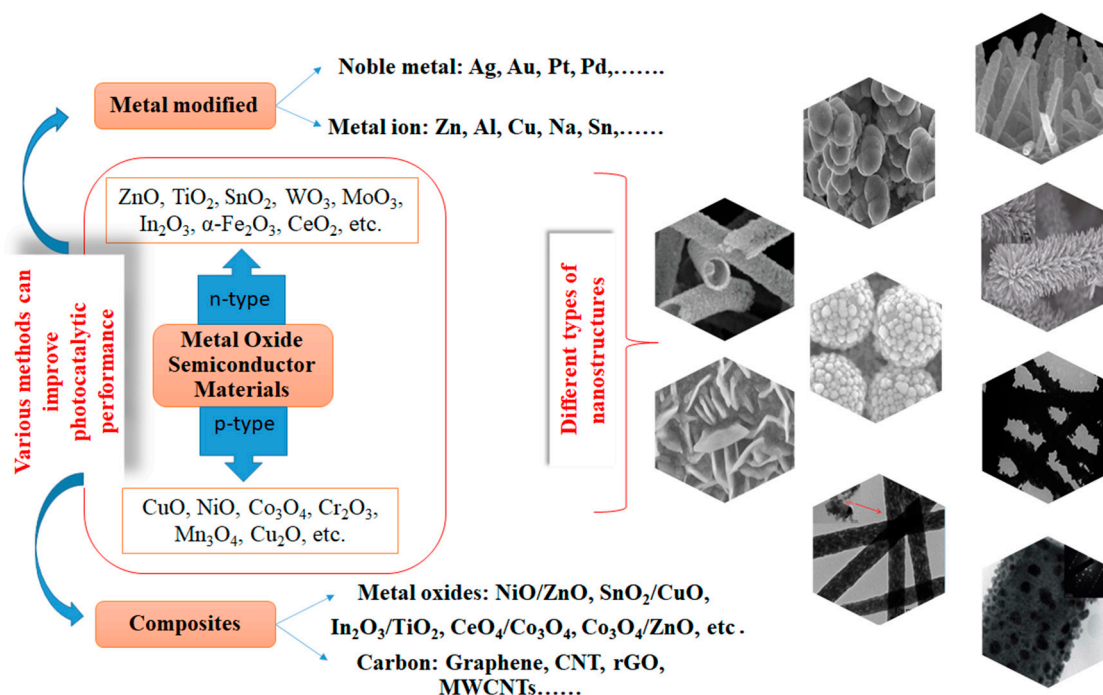 Noble metal: Ag, Au, Pt, Pd,.......
Metal modified
Metal ion: Zn, Al, Cu, Na, Sn,......
ZnO, TiO₂, SnO₂, WO₃, MoO₃,
In₂O₃, α-Fe₂O₃, CeO₂, etc.
n-type
Metal Oxide
Semiconductor
Materials
p-type
CuO, NiO, Co₃O₄, Cr₂O₃,
Mn₃O₄, Cu₂O, etc.
Various methods can
improve
photocatalytic
performance
Different types of
nanostructures
Composites
Metal oxides: NiO/ZnO, SnO₂/CuO,
In₂O₃/TiO₂, CeO₄/Co₃O₄, Co₃O₄/ZnO, etc .
Carbon: Graphene, CNT, rGO,
MWCNTs......